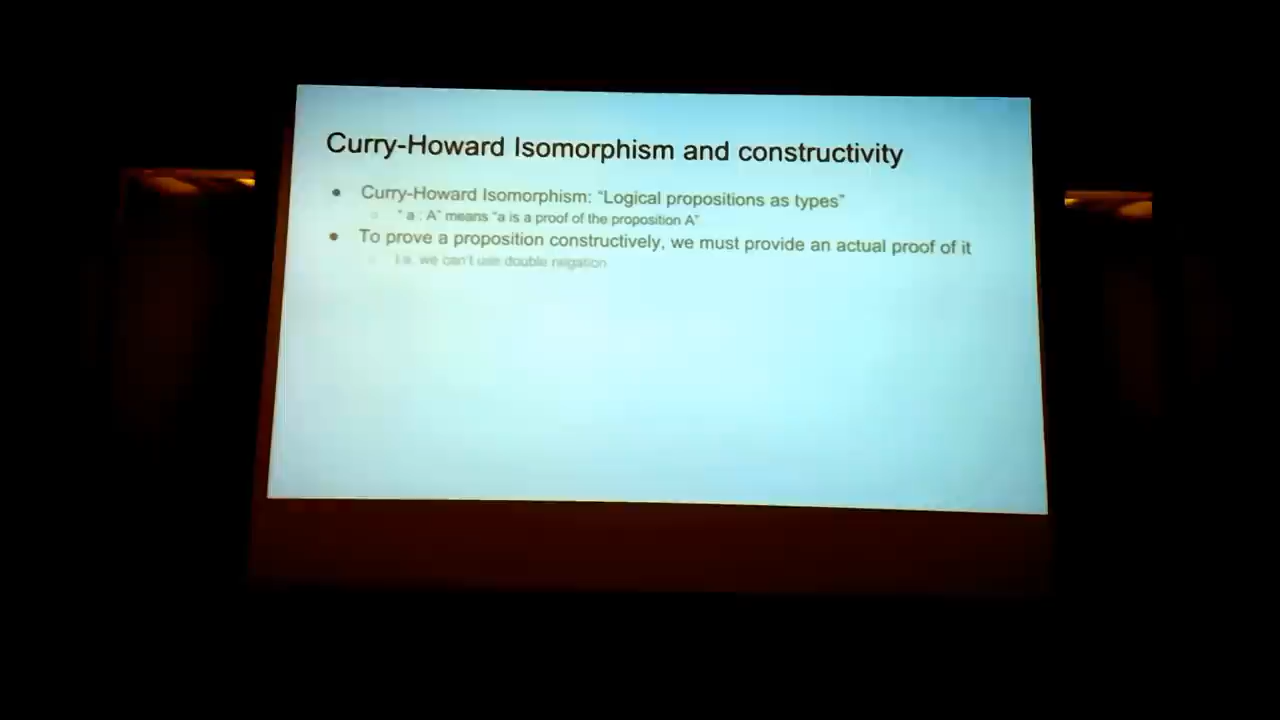 Curry-Howard Isomorphism and constructivity
● Curry-Howard Isomorphism: “Logical propositions as types”
○ “ a : A” means “a is a proof of the proposition A”
● To prove a proposition constructively, we must provide an actual proof of it
○ I.e. we can’t use double negation